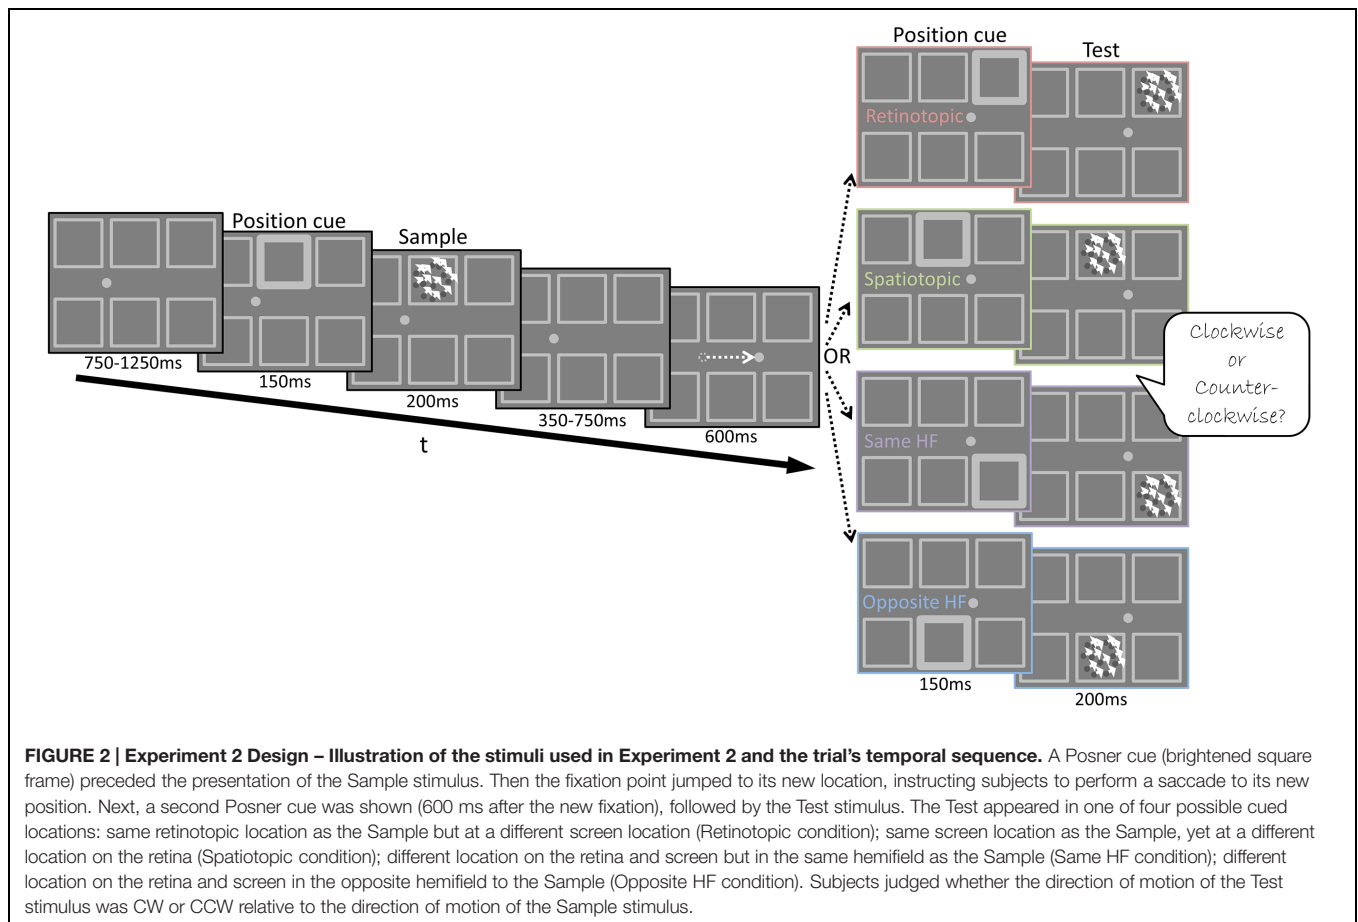 Position cue
Test
Retinotopic
Position cue
Sample
Spatiotopic
Clockwise
or
Counter-
clockwise?
750-1250ms
150ms
200ms
350-750ms
600ms
OR
t
Same HF
Opposite HF
150ms
200ms
FIGURE 2 | Experiment 2 Design – Illustration of the stimuli used in Experiment 2 and the trial's temporal sequence. A Posner cue (brightened square
frame) preceded the presentation of the Sample stimulus. Then the fixation point jumped to its new location, instructing subjects to perform a saccade to its new
position. Next, a second Posner cue was shown (600 ms after the new fixation), followed by the Test stimulus. The Test appeared in one of four possible cued
locations: same retinotopic location as the Sample but at a different screen location (Retinotopic condition); same screen location as the Sample, yet at a different
location on the retina (Spatiotopic condition); different location on the retina and screen but in the same hemifield as the Sample (Same HF condition); different
location on the retina and screen in the opposite hemifield to the Sample (Opposite HF condition). Subjects judged whether the direction of motion of the Test
stimulus was CW or CCW relative to the direction of motion of the Sample stimulus.